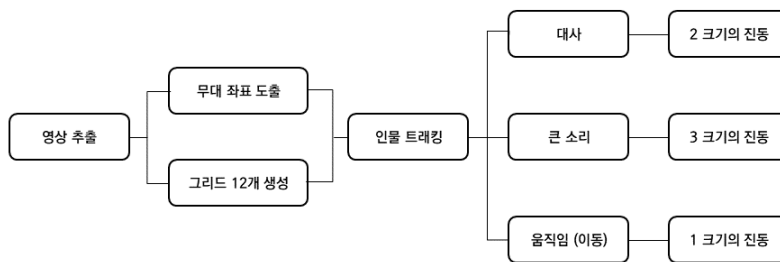 영상 추출
무대 좌표 도출
그리드 12개 생성
인물 트래킹
대사
2 크기의 진동
큰 소리
3 크기의 진동
움직임 (이동)
1 크기의 진동